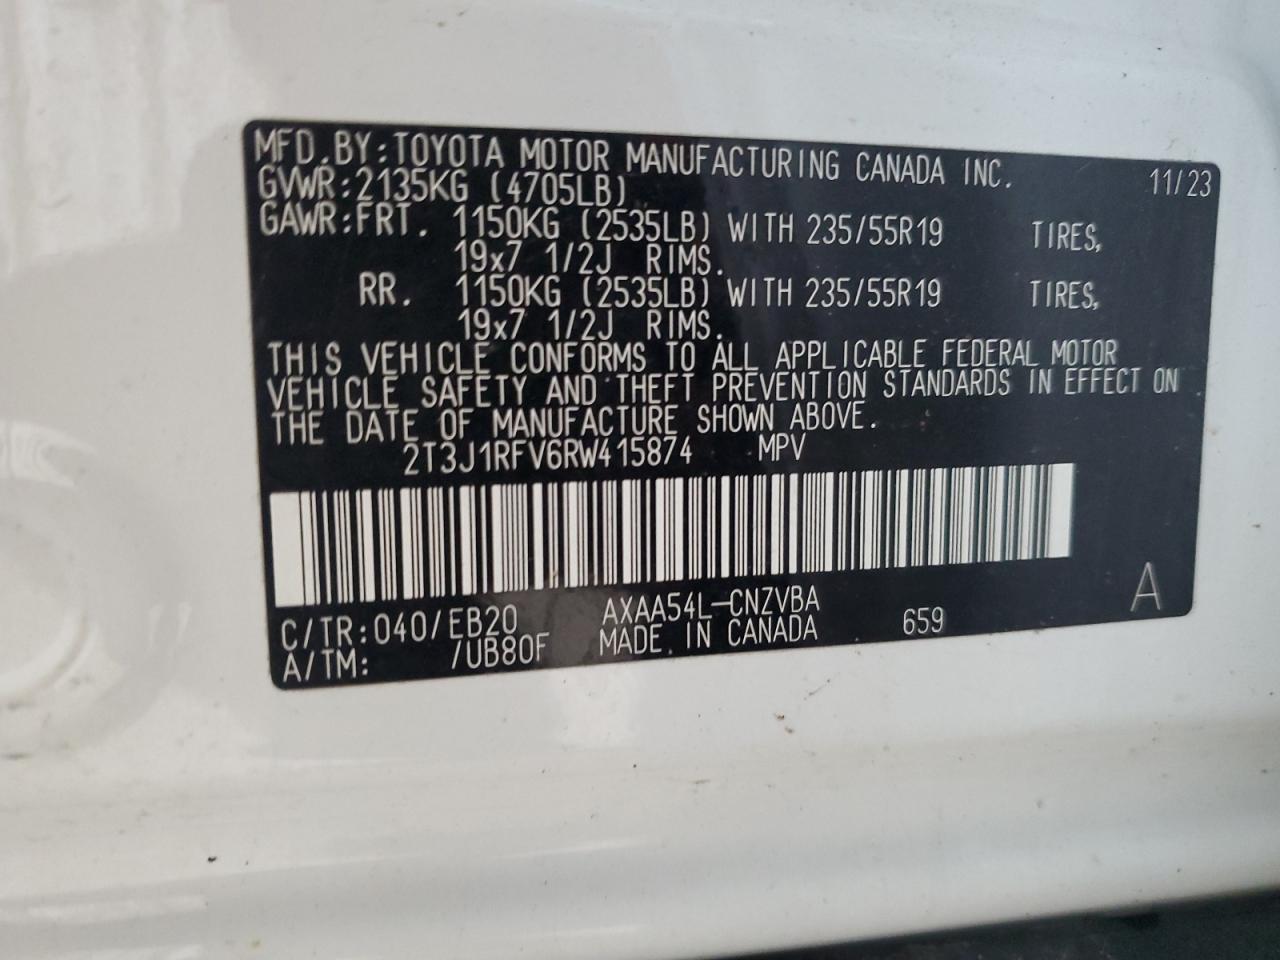 MFD.BY:TOYOTA MOTOR MANUFACTURING CANADA INC. 11/23
GVWR:2135KG (4705LB)
GAWR:FRT. 1150KG (2535LB) WITH 235/55R19 TIRES,
19x7 1/2J RIMS.
RR. 1150KG (2535LB) WITH 235/55R19 TIRES,
19x7 1/2J RIMS.
THIS VEHICLE CONFORMS TO ALL APPLICABLE FEDERAL MOTOR
VEHICLE SAFETY AND THEFT PREVENTION STANDARDS IN EFFECT ON
THE DATE OF MANUFACTURE SHOWN ABOVE.
2T3J1RFV6RW415874 MPV
C/TR:040/EB20 AXAA54L-CNZVBA A
A/TM: /UB80F MADE IN CANADA 659